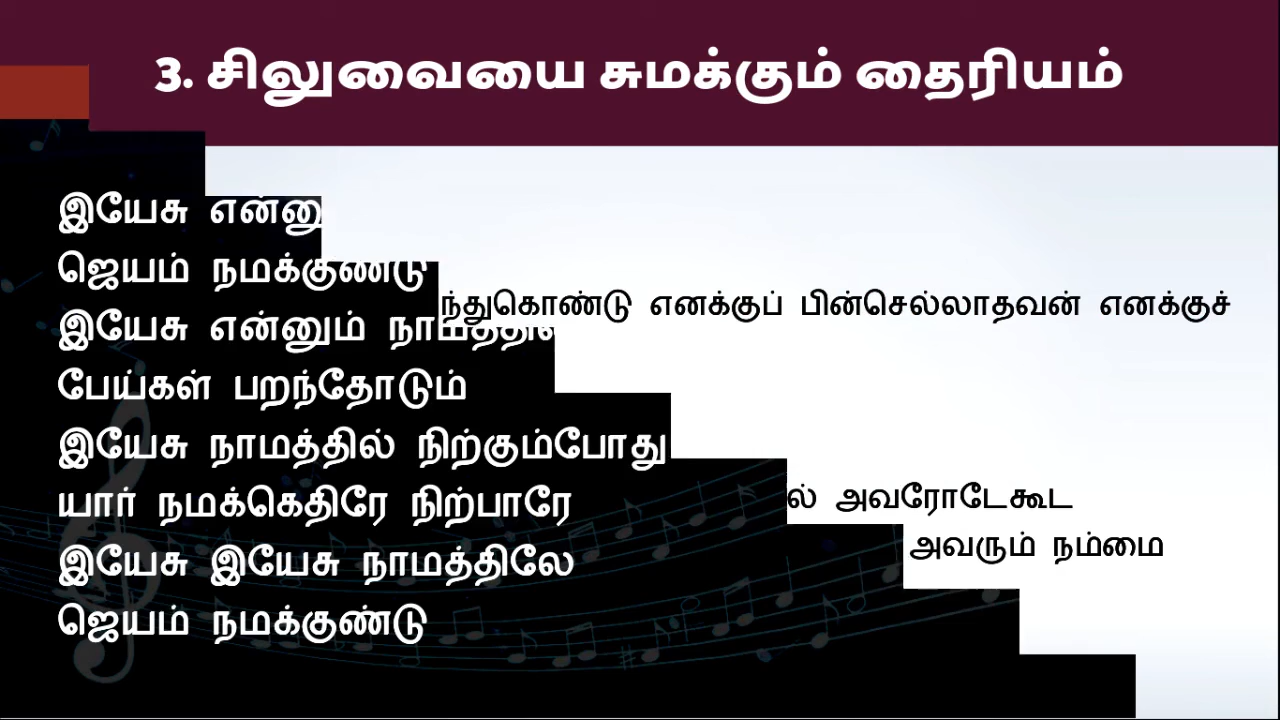 3. சிலுவையை சுமக்கும் தைரியம்
இயேசு
ஜெயம் நமக்குண்டு
ந்துகொண்டு எனக்குப் பின்செல்லாதவன் எனக்குச்
இயேசு என்னும் நாமத்தில்
பேய்கள் பறந்தோடும்
இயேசு நாமத்தில் நிற்கும்போது
யார் நமக்கெதிரே நிற்பாரே
ல் அவரோடேகூட
அவரும் நம்மை
இயேசு இயேசு நாமத்திலே
ஜெயம் நமக்குண்டு